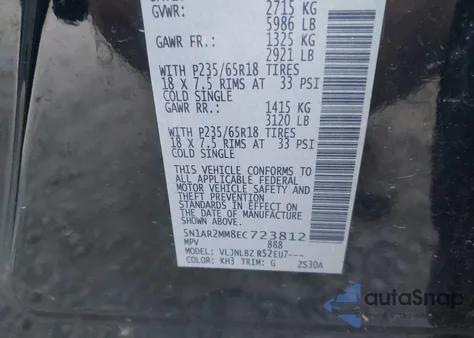 GVWR: 2715 KG
5986 LB
GAWR FR.: 1325 KG
2921 LB
WITH P235/65R18 TIRES
18 X 7.5 RIMS AT 33 PSI
COLD SINGLE
GAWR RR.: 1415 KG
3120 LB
WITH P235/65R18 TIRES
18 X 7.5 RIMS AT 33 PSI
COLD SINGLE
THIS VEHICLE CONFORMS TO
ALL APPLICABLE FEDERAL
MOTOR VEHICLE SAFETY AND
THEFT PREVENTION
STANDARDS IN EFFECT ON
THE DATE OF MANUFACTURE
SHOWN ABOVE.
5N1AR2MM8EC723812
MPV 888
MODEL: VLJNLBZ R52EU7---
COLOR: KH3 TRIM: G 2S30A
autoSnap